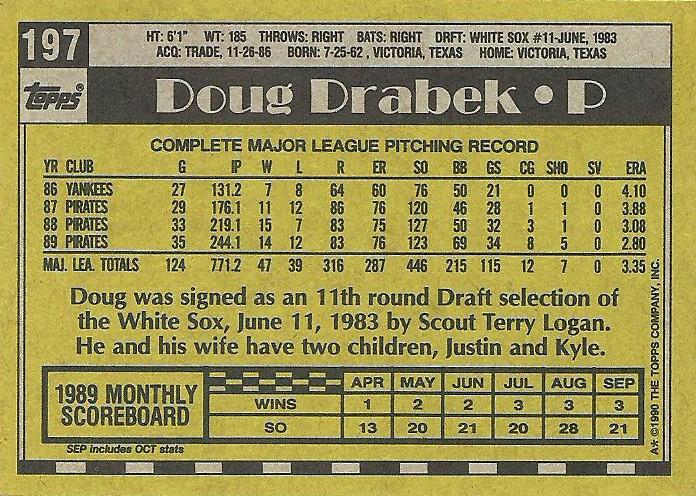 197
HT: 6'1" WT: 185 THROWS: RIGHT BATS: RIGHT DRFT: WHITE SOX #11-JUNE, 1983
ACQ: TRADE, 11-26-86 BORN: 7-25-62 , VICTORIA, TEXAS HOME: VICTORIA, TEXAS
Topps®
Doug Drabek • P
COMPLETE MAJOR LEAGUE PITCHING RECORD
YR CLUB G IP W L R ER SO BB GS CG SHO SV ERA
86 YANKEES 27 131.2 7 8 64 60 76 50 21 0 0 0 4.10
87 PIRATES 29 176.1 11 12 86 76 120 46 28 1 1 0 3.88
88 PIRATES 33 219.1 15 7 83 75 127 50 32 3 1 0 3.08
89 PIRATES 35 244.1 14 12 83 76 123 69 34 8 5 0 2.80
MAJ. LEA. TOTALS 124 771.2 47 39 316 287 446 215 115 12 7 0 3.35
Doug was signed as an 11th round Draft selection of
the White Sox, June 11, 1983 by Scout Terry Logan.
He and his wife have two children, Justin and Kyle.
1989 MONTHLY
SCOREBOARD
APR MAY JUN JUL AUG SEP
WINS 1 2 2 3 3 3
SO 13 20 21 20 28 21
SEP includes OCT stats
A* ©1990 THE TOPPS COMPANY, INC.